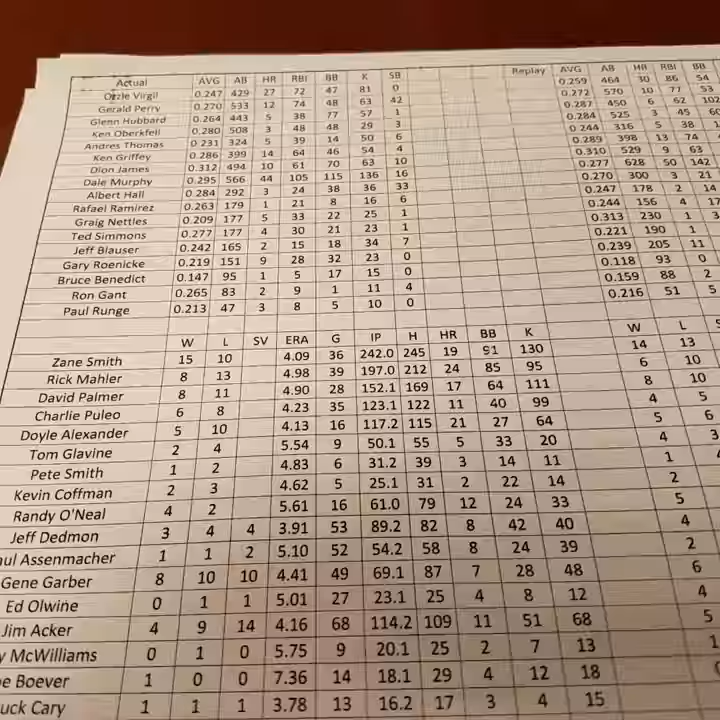 Actual AVG AB HR RBI BB K SB Replay AVG AB HR RBI BB
Ozzie Virgil 0.247 429 27 72 47 81 0 0.259 464 30 86 54
Gerald Perry 0.270 533 12 74 48 63 42 0.272 570 10 77 53
Glenn Hubbard 0.264 443 5 38 77 57 1 0.287 450 6 62 102
Ken Oberkfell 0.280 508 3 48 48 29 3 0.284 525 3 45 60
Andres Thomas 0.231 324 5 39 14 50 6 0.244 316 5 38
Ken Griffey 0.286 399 14 64 46 54 4 0.289 398 13 74
Dion James 0.312 494 10 61 70 63 10 0.310 529 9 63
Dale Murphy 0.295 566 44 105 115 136 16 0.277 628 50 142
Albert Hall 0.284 292 3 24 38 36 33 0.270 300 3 21
Rafael Ramirez 0.263 179 1 21 8 16 6 0.247 178 2 14
Graig Nettles 0.209 177 5 33 22 25 1 0.244 156 4 17
Ted Simmons 0.277 177 4 30 21 23 1 0.313 230 1
Jeff Blauser 0.242 165 2 15 18 34 7 0.221 190 1
Gary Roenicke 0.219 151 9 28 32 23 0 0.239 205 11
Bruce Benedict 0.147 95 1 5 17 15 0 0.118 93 0
Ron Gant 0.265 83 2 9 1 11 4 0.159 88 2
Paul Runge 0.213 47 3 8 5 10 0 0.216 51 5
W L SV ERA G IP H HR BB K W L
Zane Smith 15 10 4.09 36 242.0 245 19 91 130 14 13
Rick Mahler 8 13 4.98 39 197.0 212 24 85 95 6 10
David Palmer 8 11 4.90 28 152.1 169 17 64 111 8 10
Charlie Puleo 6 8 4.23 35 123.1 122 11 40 99 4 5
Doyle Alexander 5 10 4.13 16 117.2 115 21 27 64 5 6
Tom Glavine 2 4 5.54 9 50.1 55 5 33 20 4 3
Pete Smith 1 2 4.83 6 31.2 39 3 14 11 1
Kevin Coffman 2 3 4.62 5 25.1 31 2 22 14 2
Randy O'Neal 4 2 5.61 16 61.0 79 12 24 33 5
Jeff Dedmon 3 4 4 3.91 53 89.2 82 8 42 40 4
aul Assenmacher 1 1 2 5.10 52 54.2 58 8 24 39 2
Gene Garber 8 10 10 4.41 49 69.1 87 7 28 48 6
Ed Olwine 0 1 1 5.01 27 23.1 25 4 8 12 4
Jim Acker 4 9 14 4.16 68 114.2 109 11 51 68 5
y McWilliams 0 1 0 5.75 9 20.1 25 2 7 13 1
e Boever 1 0 0 7.36 14 18.1 29 4 12 18
uck Cary 1 1 1 3.78 13 16.2 17 3 4 15